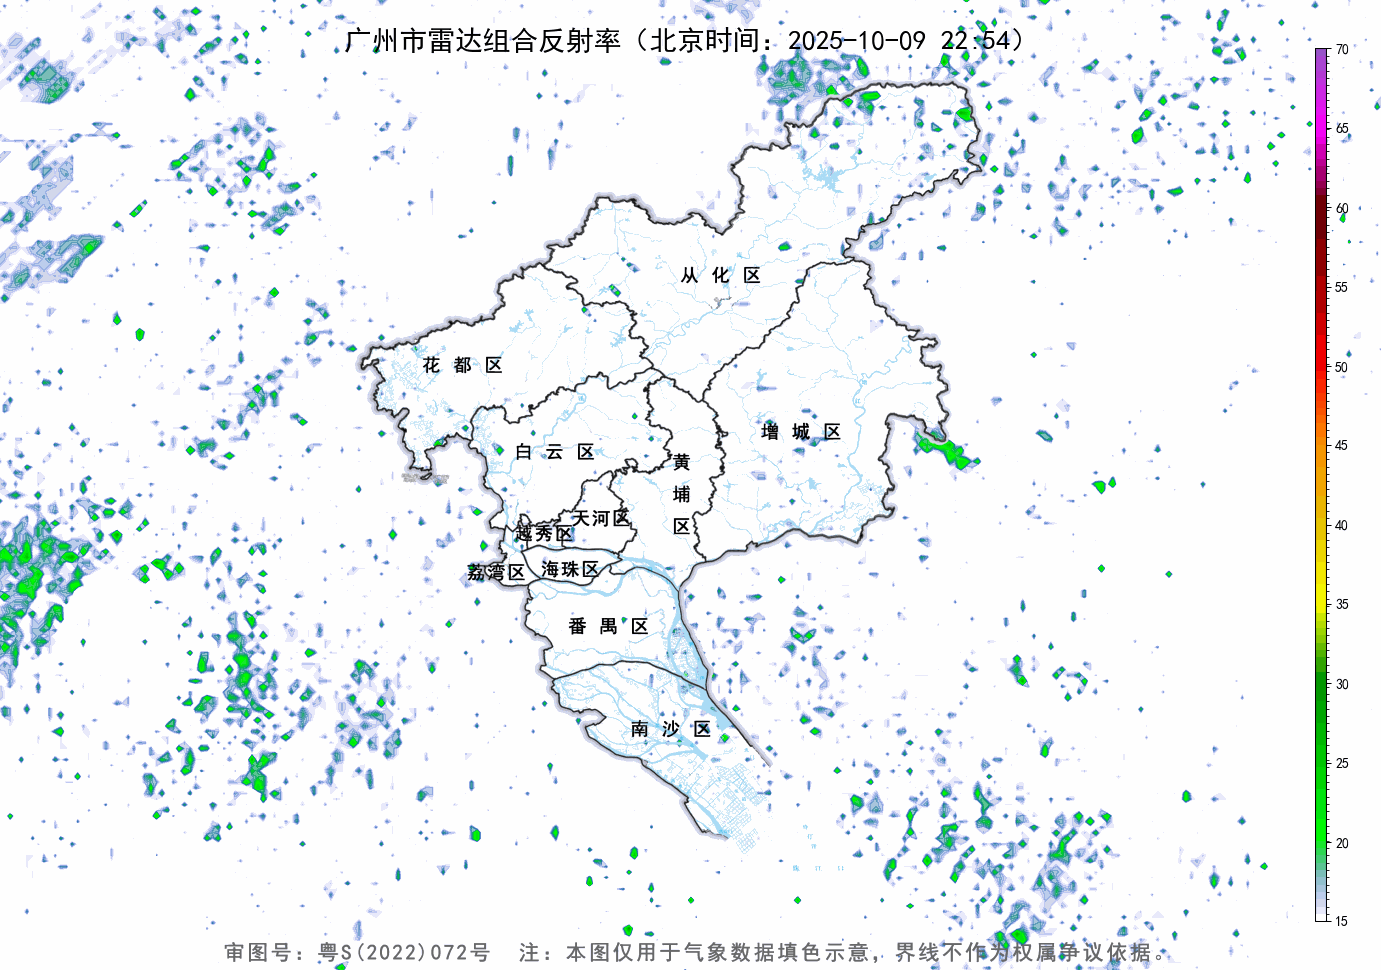 广州市雷达组合反射率（北京时间：2025-10-09 22:54）
70
65
60
55
50
45
40
35
30
25
20
15
从化区
花都区
增城区
白云区
黄埔区
天河区
越秀区
荔湾区
海珠区
番禺区
南沙区
审图号：粤S(2022)072号 注：本图仅用于气象数据填色示意，界线不作为权属争议依据。